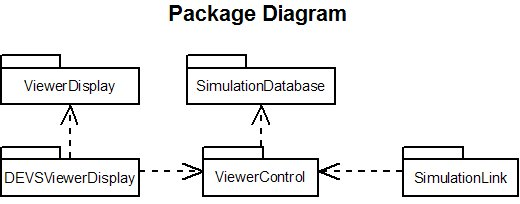 Package Diagram
ViewerDisplay
SimulationDatabase
DEVSViewerDisplay
ViewerControl
SimulationLink